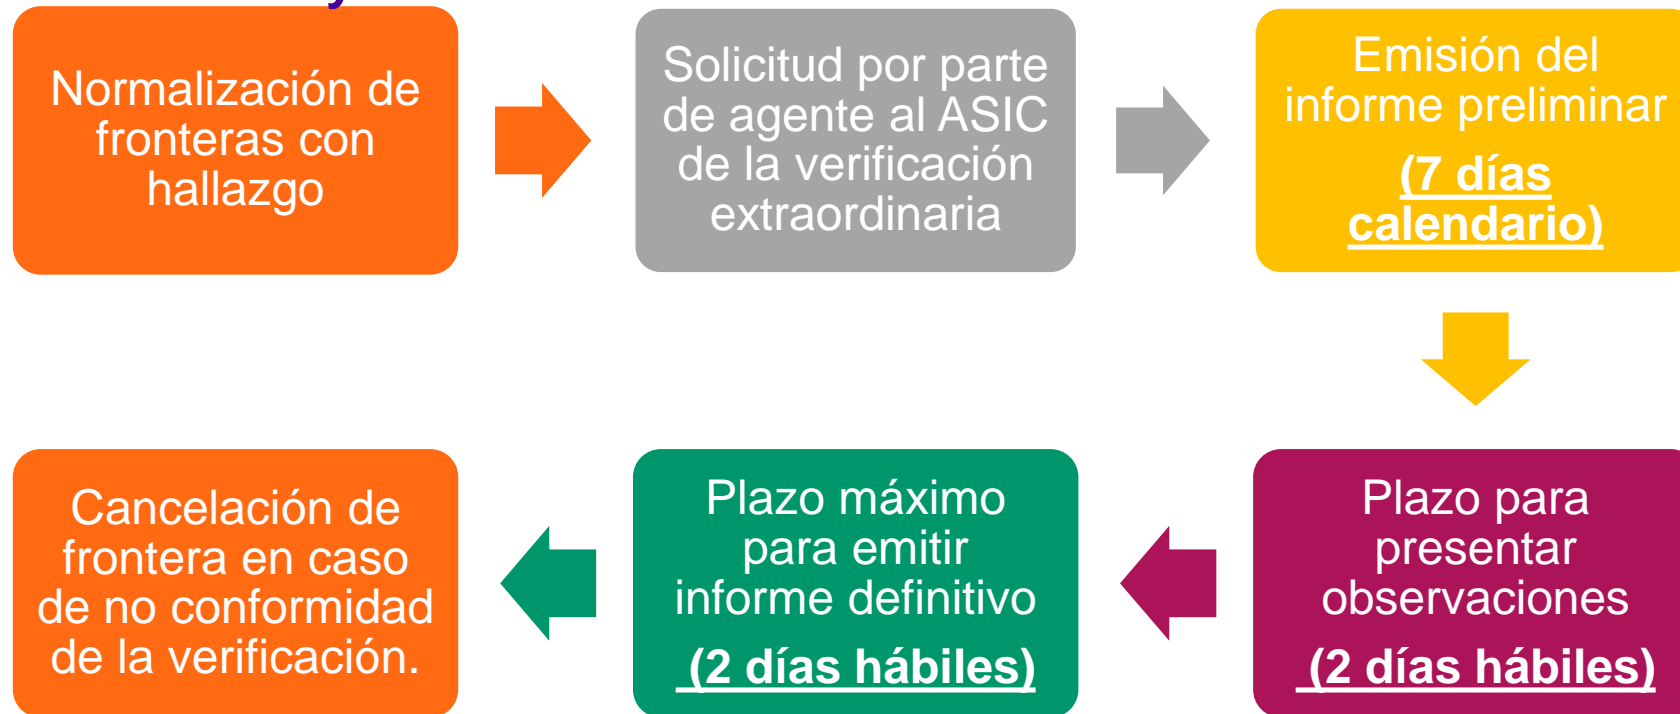 Normalización de
fronteras con
hallazgo
Solicitud por parte
de agente al ASIC
de la verificación
extraordinaria
Emisión del
informe preliminar
(7 días
calendario)
Plazo para
presentar
observaciones
(2 días hábiles)
Plazo máximo
para emitir
informe definitivo
(2 días hábiles)
Cancelación de
frontera en caso
de no conformidad
de la verificación.